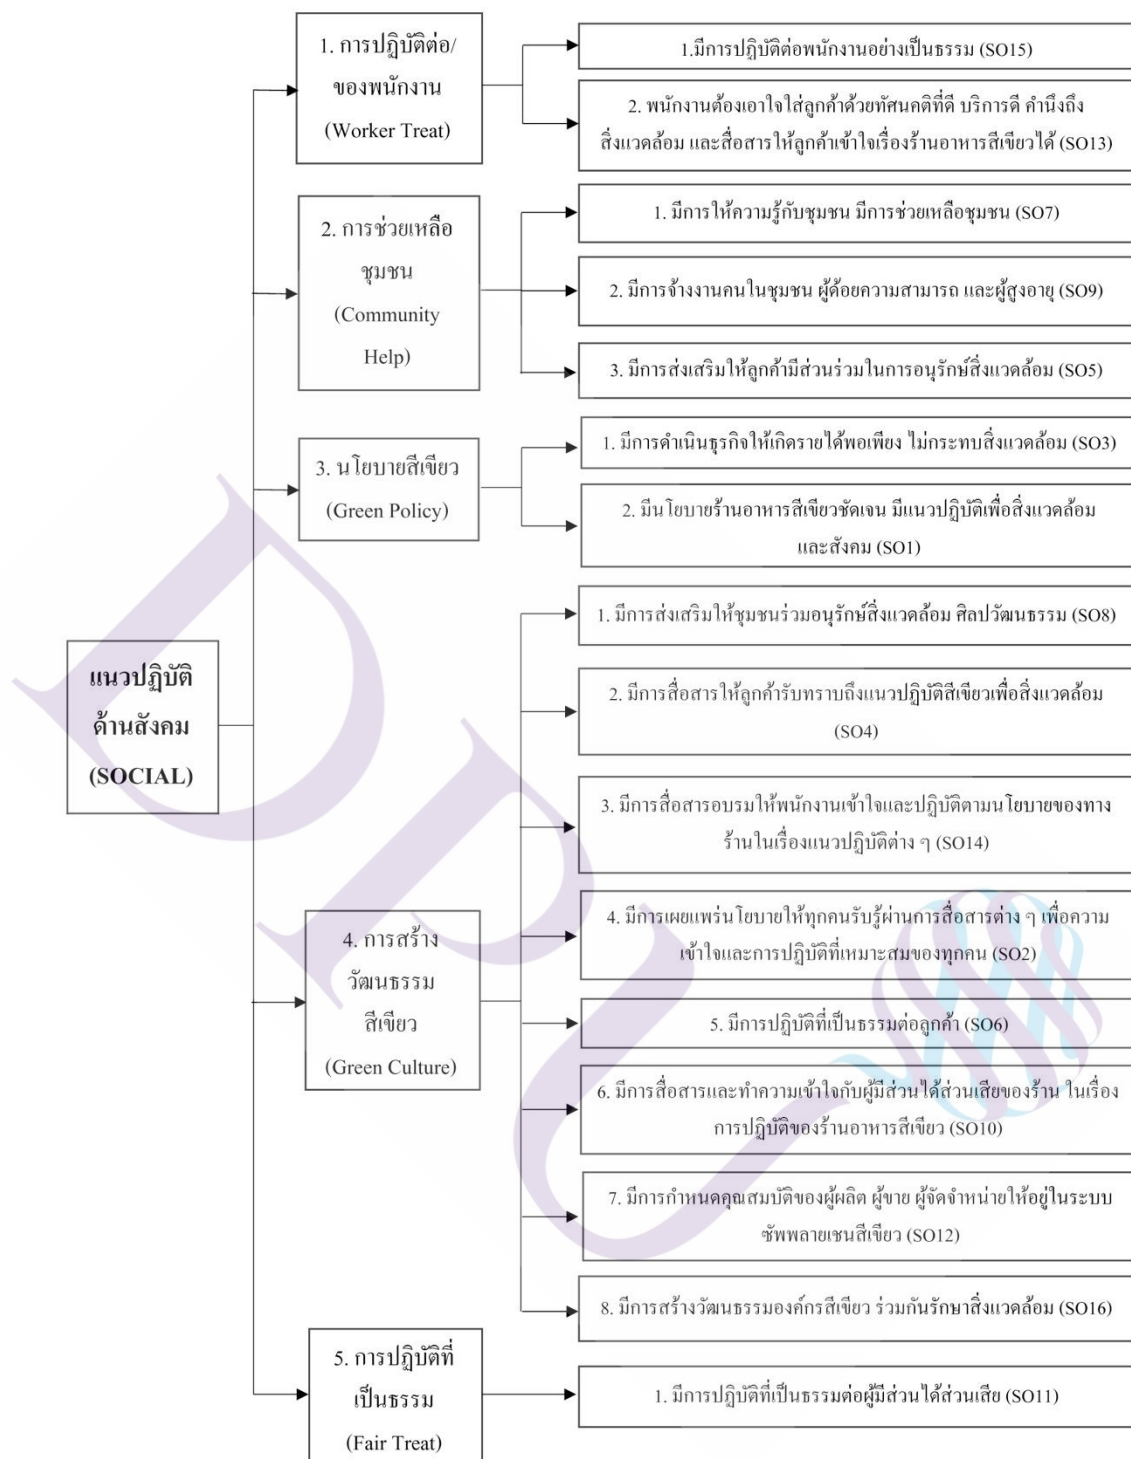 แนวปฏิบัติ
ด้านสังคม
(SOCIAL)
1. การปฏิบัติต่อ/
ของพนักงาน
(Worker Treat)
1.มีการปฏิบัติต่อพนักงานอย่างเป็นธรรม (SO15)
2. พนักงานต้องเอาใจใส่ลูกค้าด้วยทัศนคติที่ดี บริการดี คำนึงถึง
สิ่งแวดล้อม และสื่อสารให้ลูกค้าเข้าใจเรื่องร้านอาหารสีเขียวได้ (SO13)
2. การช่วยเหลือ
ชุมชน
(Community
Help)
1. มีการให้ความรู้กับชุมชน มีการช่วยเหลือชุมชน (SO7)
2. มีการจ้างงานคนในชุมชน ผู้ด้อยความสามารถ และผู้สูงอายุ (SO9)
3. มีการส่งเสริมให้ลูกค้ามีส่วนร่วมในการอนุรักษ์สิ่งแวดล้อม (SO5)
3. นโยบายสีเขียว
(Green Policy)
1. มีการดำเนินธุรกิจให้เกิดรายได้พอเพียง ไม่กระทบสิ่งแวดล้อม (SO3)
2. มีนโยบายร้านอาหารสีเขียวชัดเจน มีแนวปฏิบัติเพื่อสิ่งแวดล้อม
และสังคม (SO1)
4. การสร้าง
วัฒนธรรม
สีเขียว
(Green Culture)
1. มีการส่งเสริมให้ชุมชนร่วมอนุรักษ์สิ่งแวดล้อม ศิลปวัฒนธรรม (SO8)
2. มีการสื่อสารให้ลูกค้ารับทราบถึงแนวปฏิบัติสีเขียวเพื่อสิ่งแวดล้อม
(SO4)
3. มีการสื่อสารอบรมให้พนักงานเข้าใจและปฏิบัติตามนโยบายของทาง
ร้านในเรื่องแนวปฏิบัติต่าง ๆ (SO14)
4. มีการเผยแพร่นโยบายให้ทุกคนรับรู้ผ่านการสื่อสารต่าง ๆ เพื่อความ
เข้าใจและการปฏิบัติที่เหมาะสมของทุกคน (SO2)
5. มีการปฏิบัติที่เป็นธรรมต่อลูกค้า (SO6)
6. มีการสื่อสารและทำความเข้าใจกับผู้มีส่วนได้ส่วนเสียของร้าน ในเรื่อง
การปฏิบัติของร้านอาหารสีเขียว (SO10)
7. มีการกำหนดคุณสมบัติของผู้ผลิต ผู้ขาย ผู้จัดจำหน่ายให้อยู่ในระบบ
ซัพพลายเชนสีเขียว (SO12)
8. มีการสร้างวัฒนธรรมองค์กรสีเขียว ร่วมกันรักษาสิ่งแวดล้อม (SO16)
5. การปฏิบัติที่
เป็นธรรม
(Fair Treat)
1. มีการปฏิบัติที่เป็นธรรมต่อผู้มีส่วนได้ส่วนเสีย (SO11)
DPU